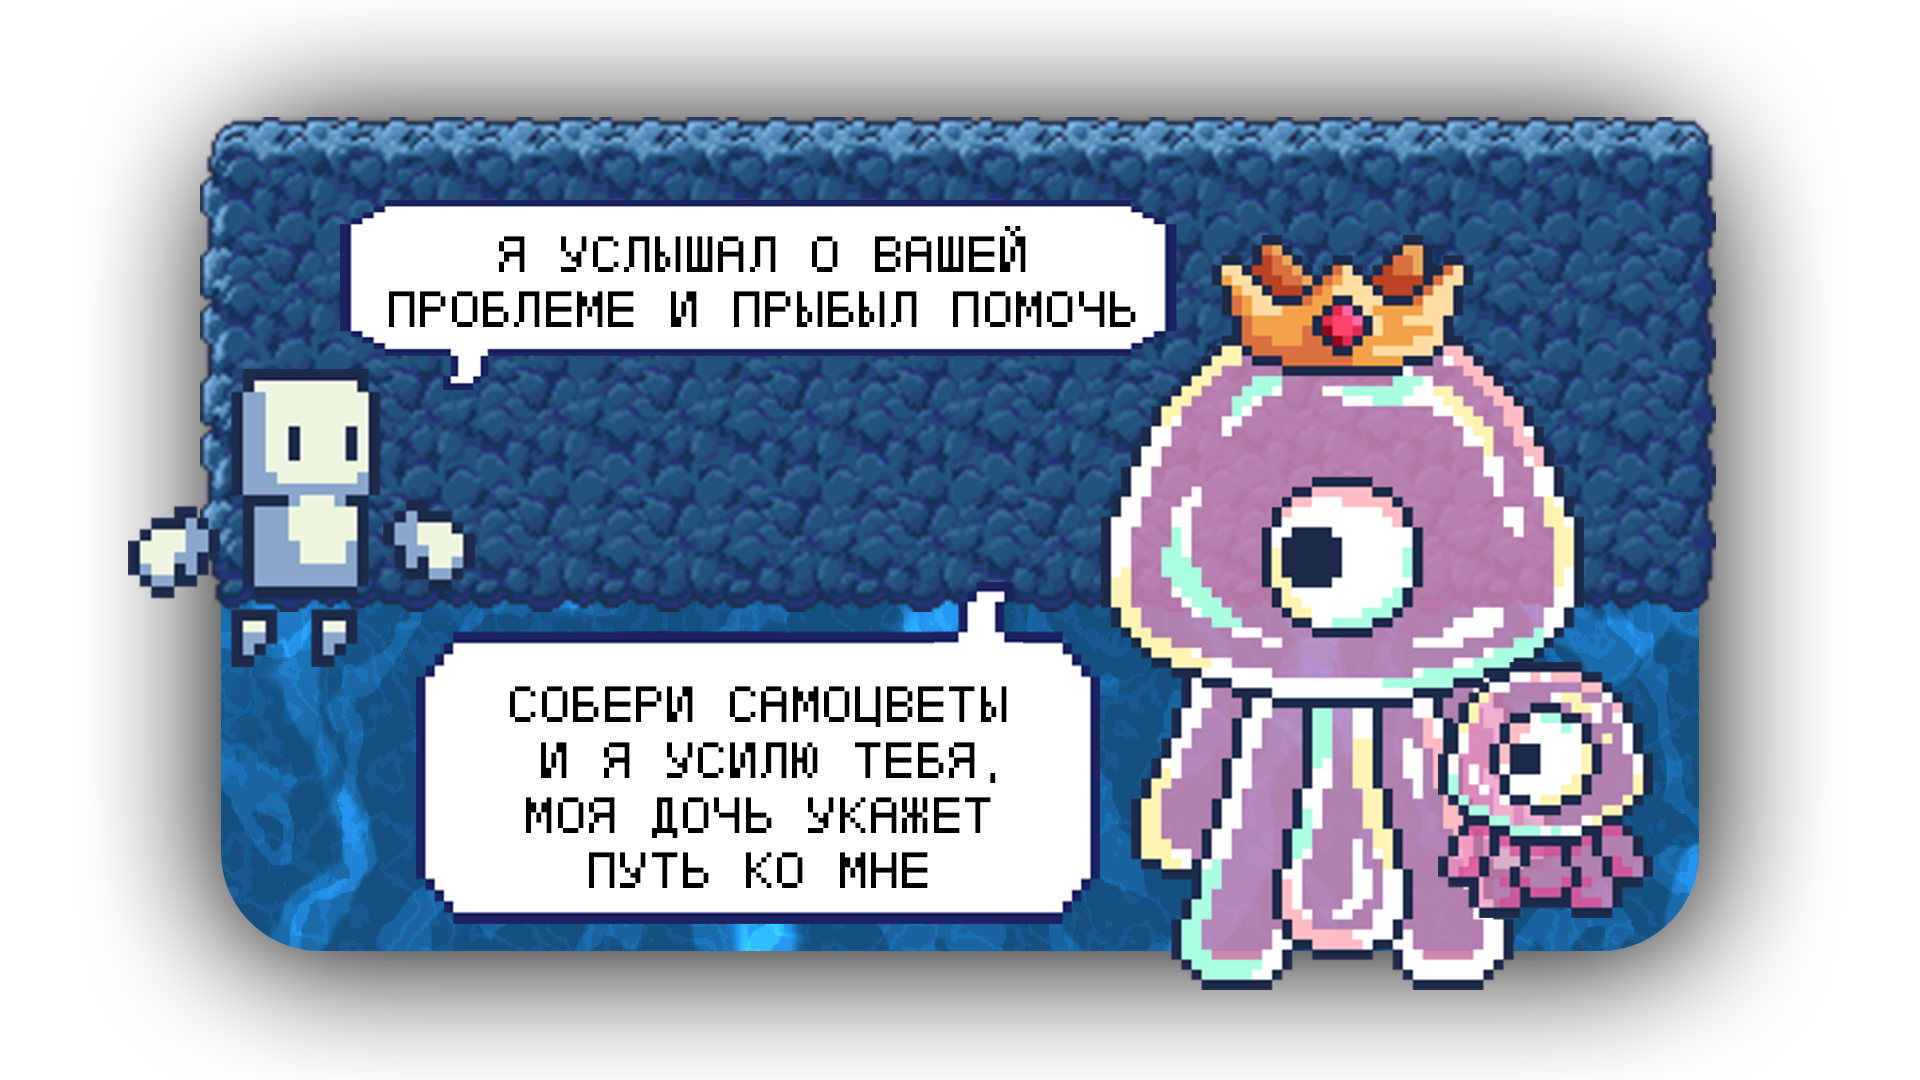 Я УСЛЫШАЛ О ВАШЕЙ
ПРОБЛЕМЕ И ПРЫБЫЛ ПОМОЧЬ
СОБЕРИ САМОЦВЕТЫ
И Я УСИЛЮ ТЕБЯ,
МОЯ ДОЧЬ УКАЖЕТ
ПУТЬ КО МНЕ